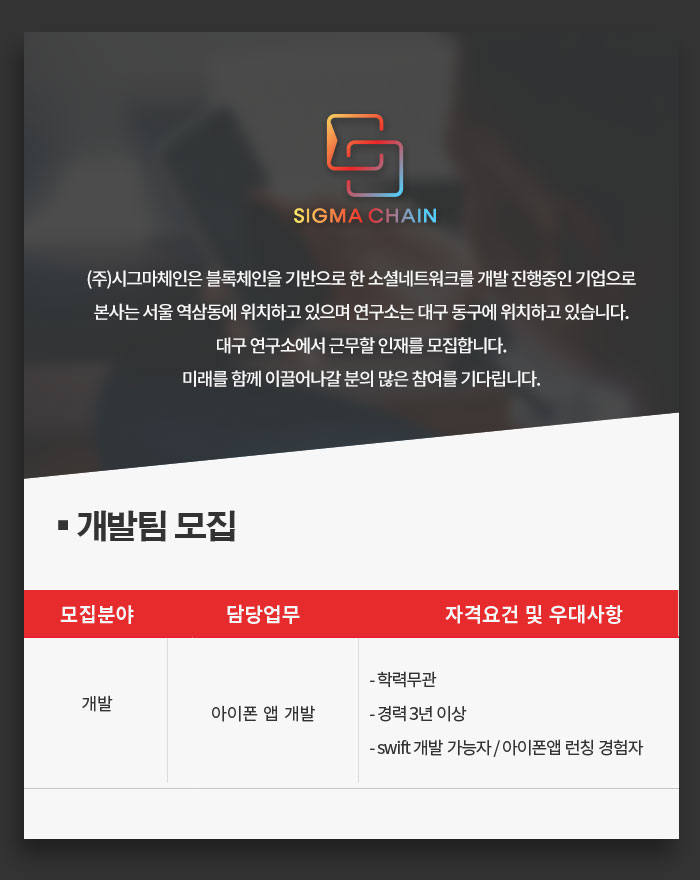 SIGMA CHAIN
(주)시그마체인은 블록체인을 기반으로 한 소셜네트워크를 개발 진행중인 기업으로
본사는 서울 역삼동에 위치하고 있으며 연구소는 대구 동구에 위치하고 있습니다.
대구 연구소에서 근무할 인재를 모집합니다.
미래를 함께 이끌어나갈 분의 많은 참여를 기다립니다.
▪ 개발팀 모집
모집분야 담당업무 자격요건 및 우대사항
개발
아이폰 앱 개발
- 학력무관
- 경력 3년 이상
- swift 개발 가능자 / 아이폰앱 런칭 경험자